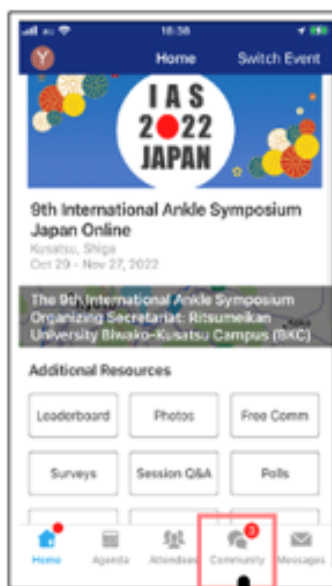 18:38
Y
Home
Switch Event
IAS
2022
JAPAN
9th International Ankle Symposium
Japan Online
Kusatsu, Shiga
Oct 29 - Nov 27, 2022
The 9th International Ankle Symposium
Organizing Secretariat: Ritsumeikan
University Biwako-Kusatsu Campus (BKC)
Additional Resources
Leaderboard
Photos
Free Comm
Surveys
Session Q&A
Polls
3
Home
Agenda
Attendees
Community
Messages